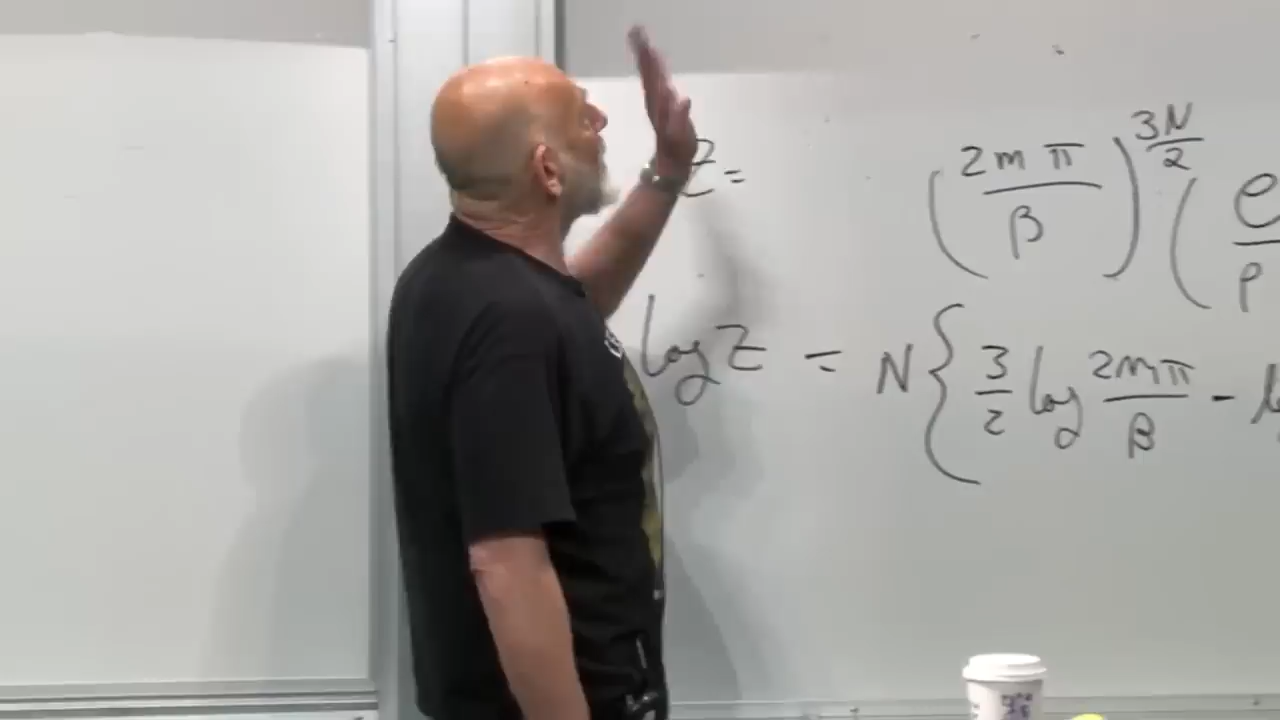 Z = (2mπ/β)^3N/2 (e/ρ
log Z = N { 3/2 log 2mπ/β -